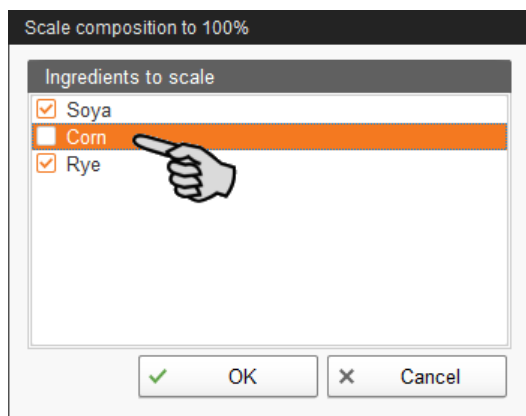 Scale composition to 100%
Ingredients to scale
Soya
Corn
Rye
OK Cancel